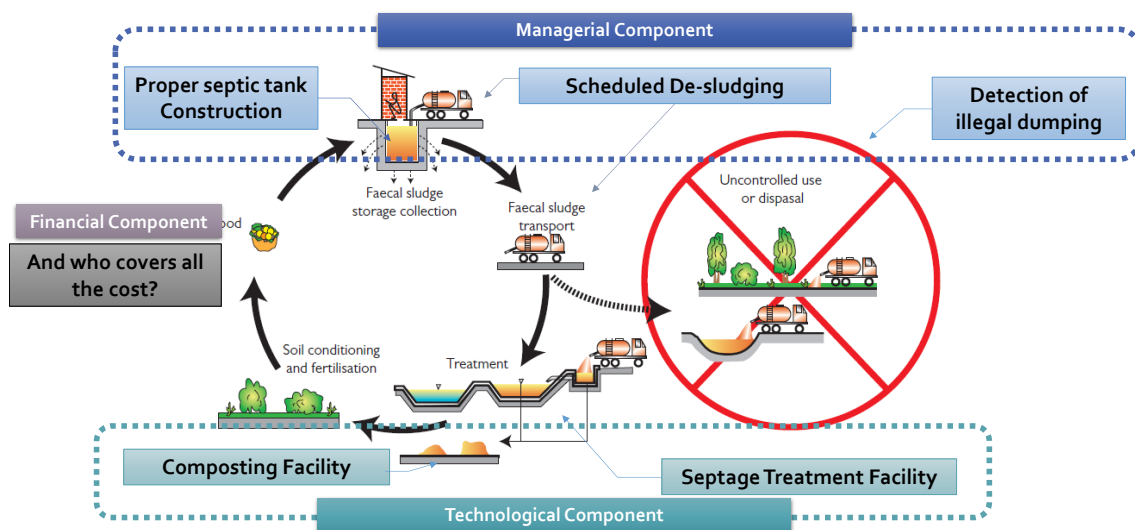 Managerial Component
Proper septic tank
Construction
Scheduled De-sludging
Detection of
illegal dumping
Uncontrolled use
or dispasal
Faecal sludge
storage collection
Faecal sludge
transport
Financial Component
ood
And who covers all
the cost?
Soil conditioning
and fertilisation
Treatment
Composting Facility
Septage Treatment Facility
Technological Component